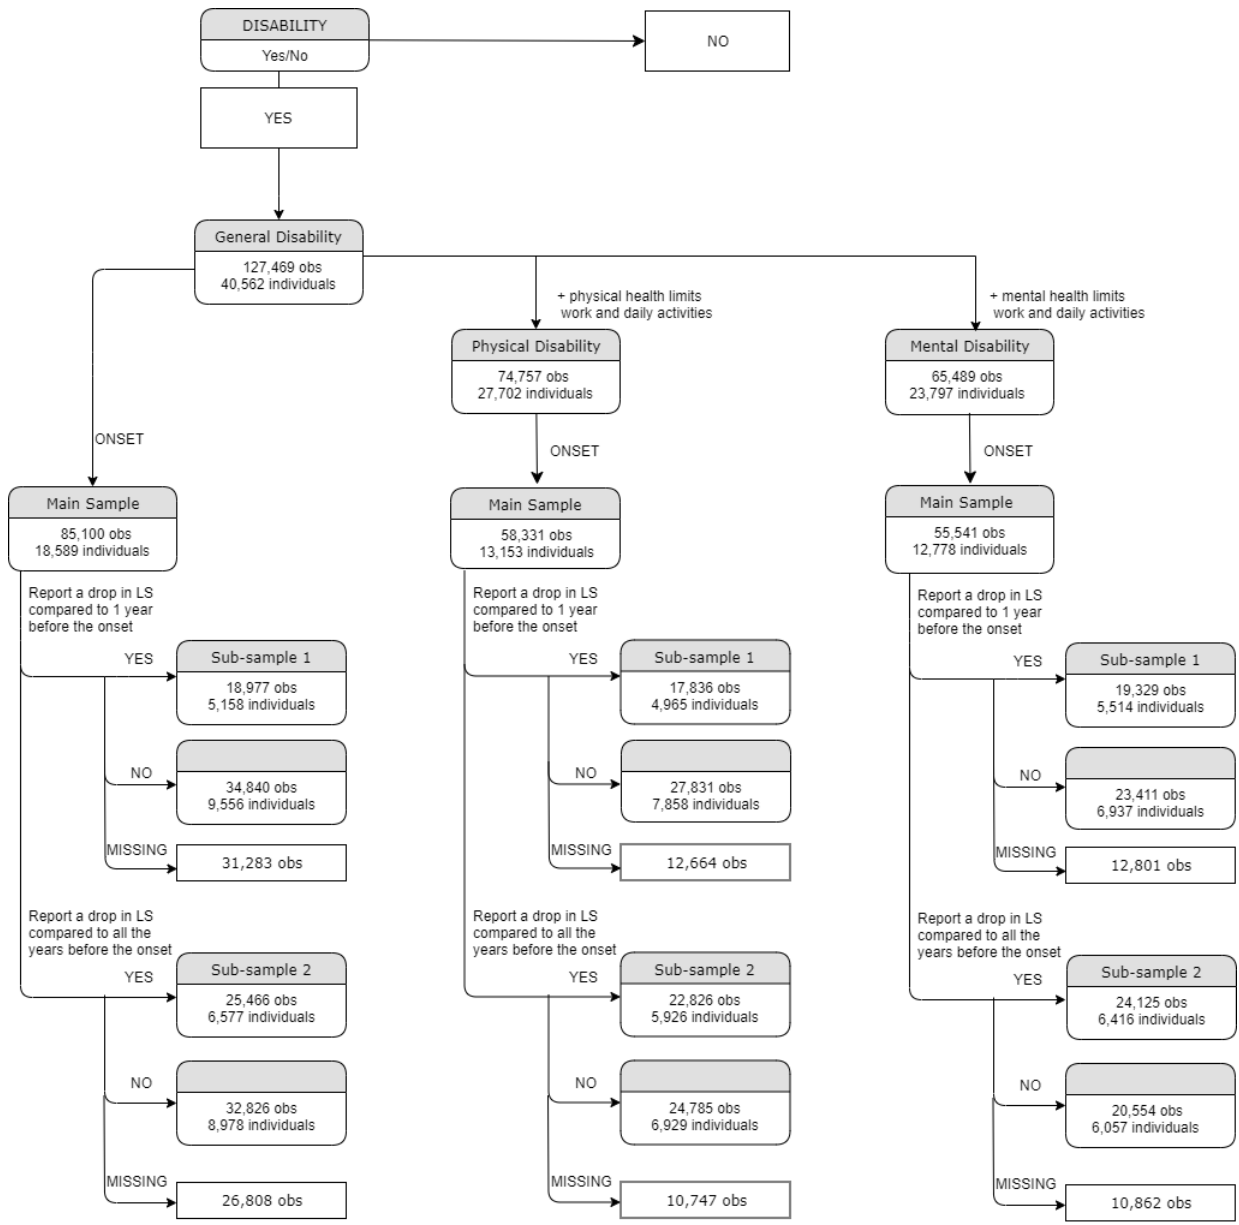 DISABILITY
Yes/No
NO
YES
General Disability
127,469 obs
40,562 individuals
+ physical health limits
work and daily activities
+ mental health limits
work and daily activities
Physical Disability
74,757 obs
27,702 individuals
Mental Disability
65,489 obs
23,797 individuals
ONSET
ONSET
ONSET
Main Sample
85,100 obs
18,589 individuals
Report a drop in LS
compared to 1 year
before the onset
YES
Sub-sample 1
18,977 obs
5,158 individuals
NO
34,840 obs
9,556 individuals
MISSING
31,283 obs
Report a drop in LS
compared to all the
years before the onset
YES
Sub-sample 2
25,466 obs
6,577 individuals
NO
32,826 obs
8,978 individuals
MISSING
26,808 obs
Main Sample
58,331 obs
13,153 individuals
Report a drop in LS
compared to 1 year
before the onset
YES
Sub-sample 1
17,836 obs
4,965 individuals
NO
27,831 obs
7,858 individuals
MISSING
12,664 obs
Report a drop in LS
compared to all the
years before the onset
YES
Sub-sample 2
22,826 obs
5,926 individuals
NO
24,785 obs
6,929 individuals
MISSING
10,747 obs
Main Sample
55,541 obs
12,778 individuals
Report a drop in LS
compared to 1 year
before the onset
YES
Sub-sample 1
19,329 obs
5,514 individuals
NO
23,411 obs
6,937 individuals
MISSING
12,801 obs
Report a drop in LS
compared to all the
years before the onset
YES
Sub-sample 2
24,125 obs
6,416 individuals
NO
20,554 obs
6,057 individuals
MISSING
10,862 obs